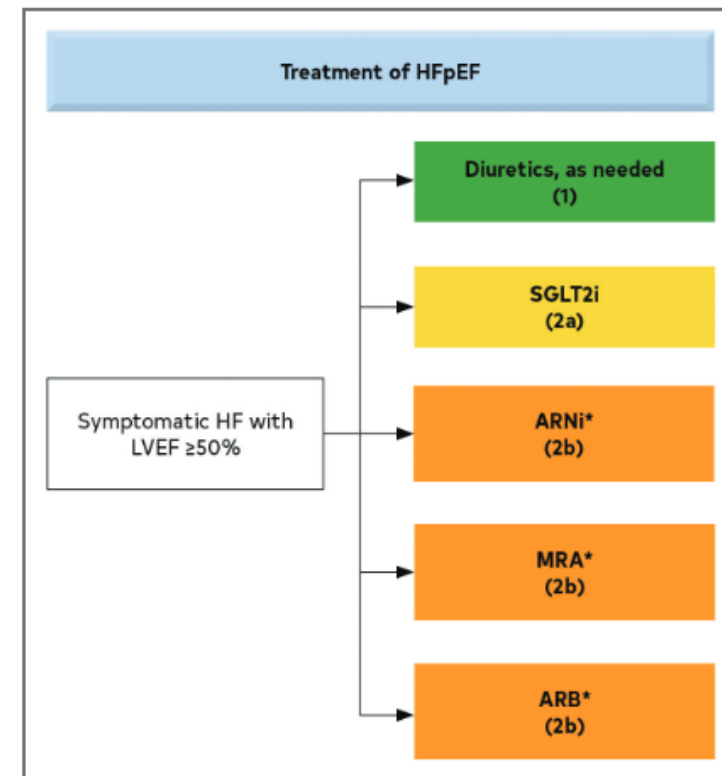 Treatment of HFpEF
Diuretics, as needed
(1)
SGLT2i
(2a)
Symptomatic HF with
LVEF ≥50%
ARNi*
(2b)
MRA*
(2b)
ARB*
(2b)